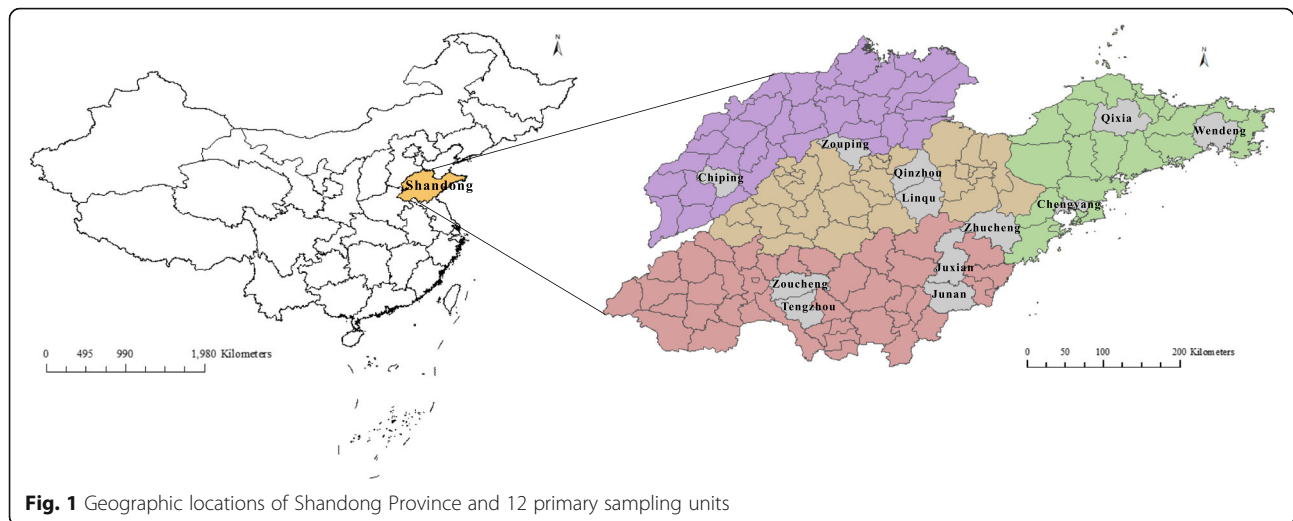 N
Shandong
0 495 990 1,980 Kilometers
N
Qixia
Wendeng
Zouping
Chiping
Qinzhou
Linqu
Chengyang
Zhucheng
Juxian
Zoucheng
Junan
Tengzhou
0 50 100 200 Kilometers
Fig. 1 Geographic locations of Shandong Province and 12 primary sampling units